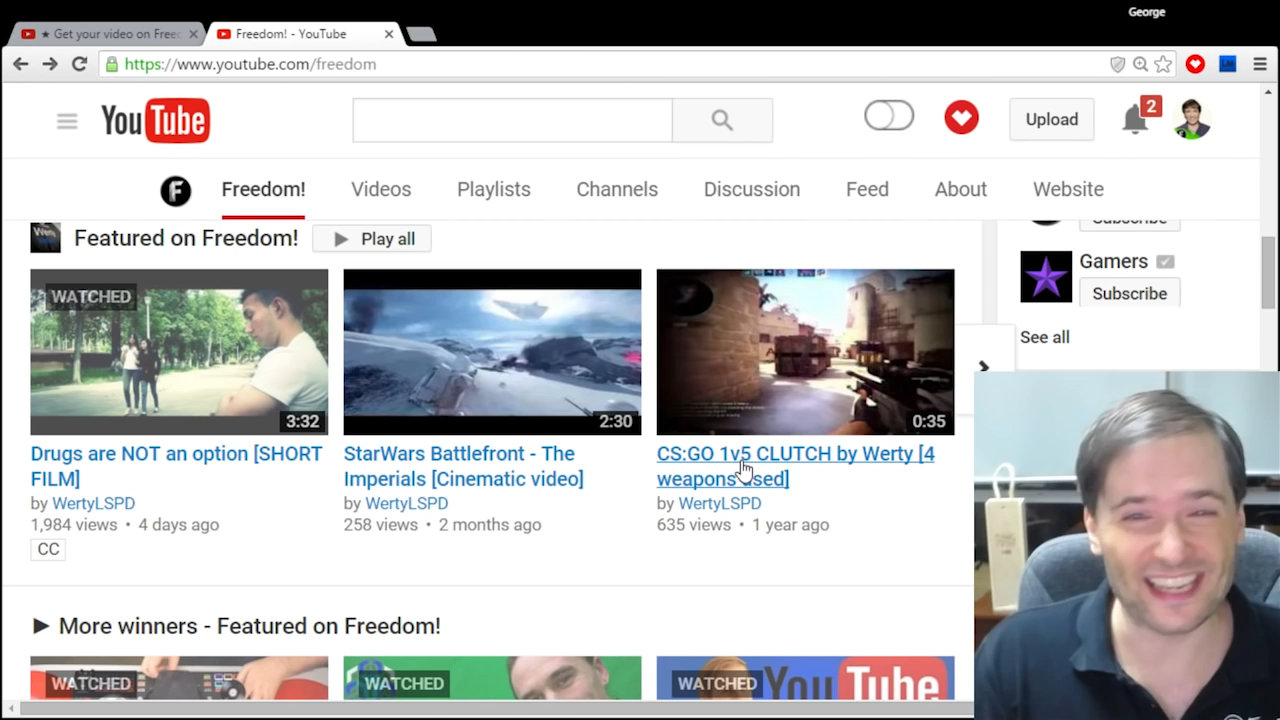 George
★ Get your video on Freed
Freedom! - YouTube
https://www.youtube.com/freedom
YouTube
Upload
2
F
Freedom!
Videos
Playlists
Channels
Discussion
Feed
About
Website
Werty
Featured on Freedom!
Play all
Subscribe
Gamers
Subscribe
See all
WATCHED
3:32
2:30
0:35
Drugs are NOT an option [SHORT
FILM]
by WertyLSPD
1,984 views • 4 days ago
CC
StarWars Battlefront - The
Imperials [Cinematic video]
by WertyLSPD
258 views • 2 months ago
CS:GO 1v5 CLUTCH by Werty [4
weapons used]
by WertyLSPD
635 views • 1 year ago
More winners - Featured on Freedom!
WATCHED
WATCHED
WATCHED
YouTube